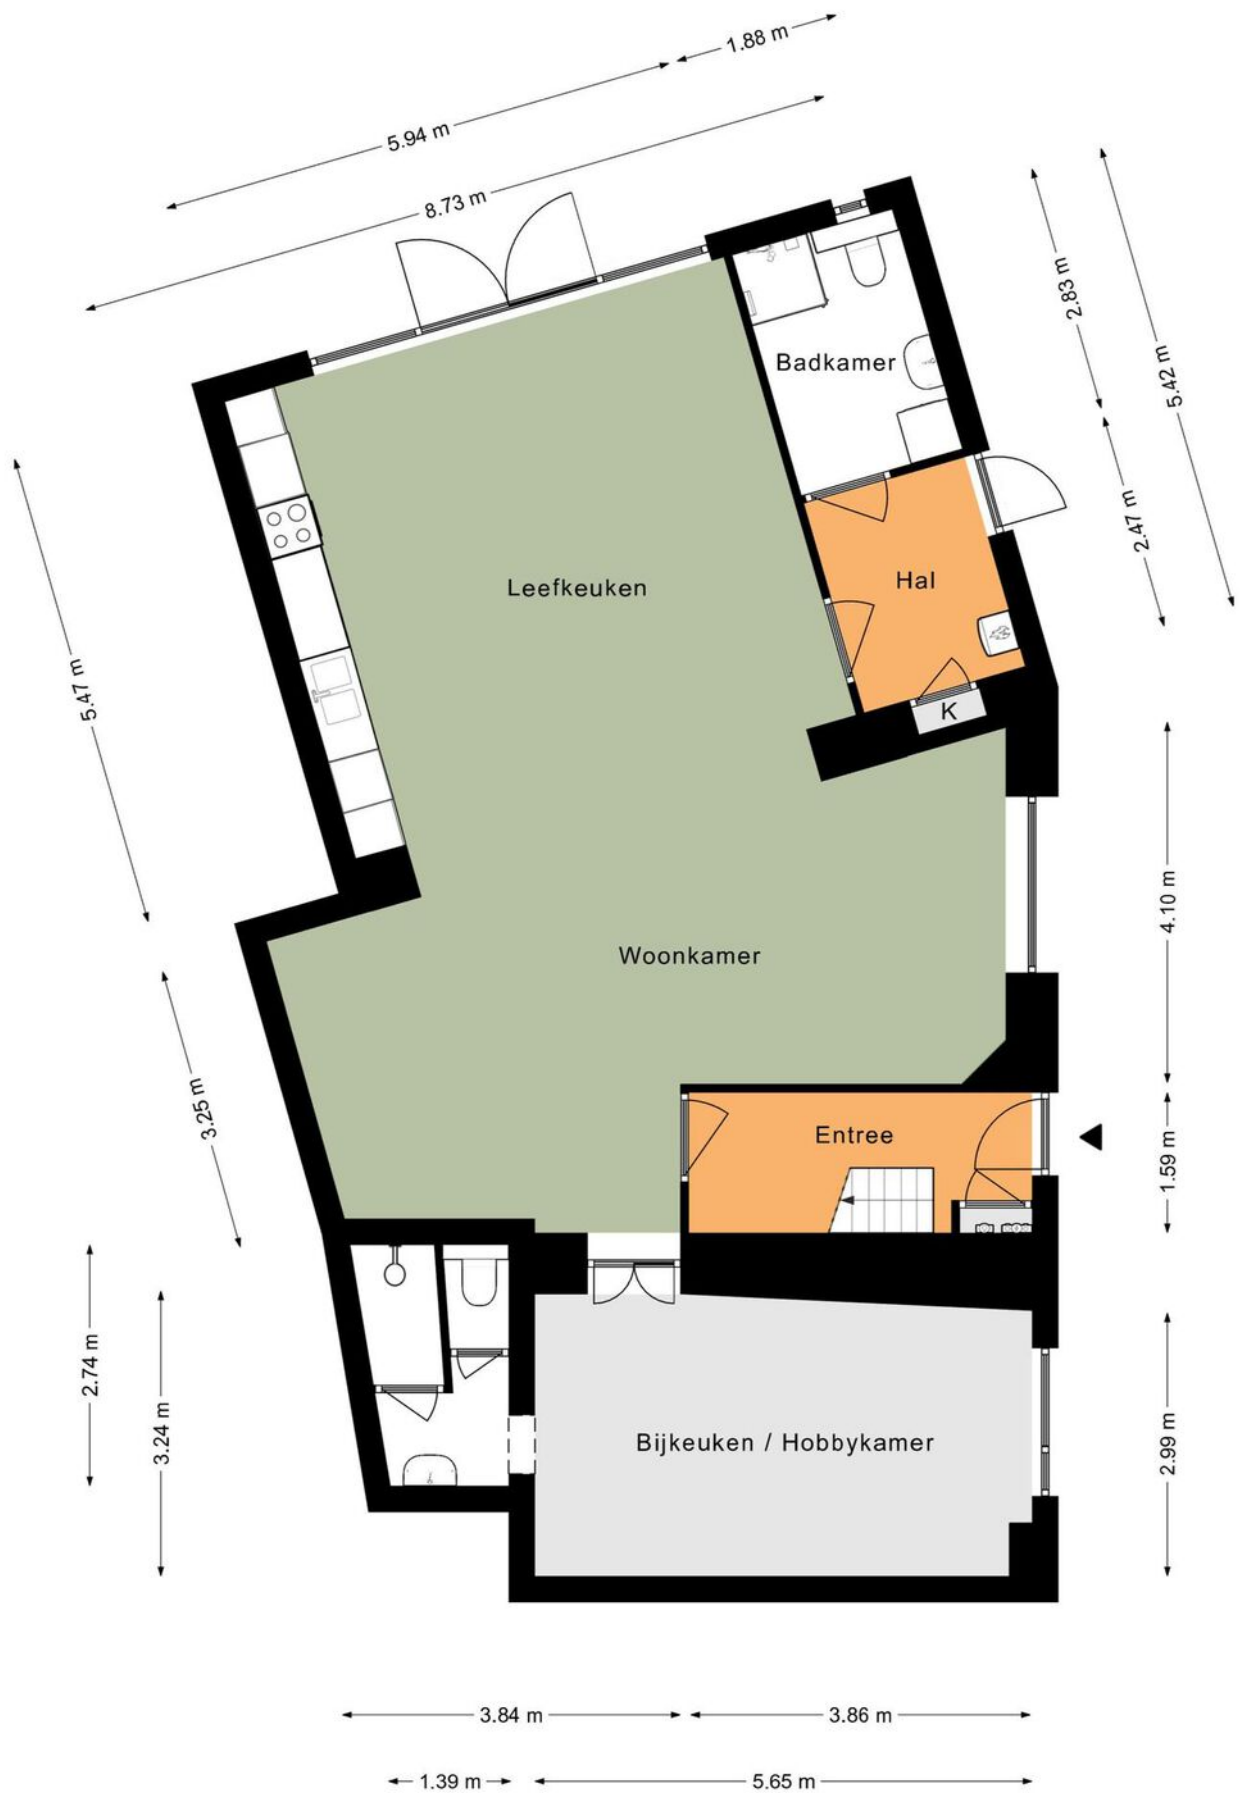 1.88 m
5.94 m
8.73 m
2.83 m
5.42 m
Badkamer
2.47 m
Leefkeuken
Hal
5.47 m
K
4.10 m
Woonkamer
3.25 m
Entree
1.59 m
2.74 m
3.24 m
Bijkeuken / Hobbykamer
2.99 m
3.84 m
3.86 m
1.39 m
5.65 m